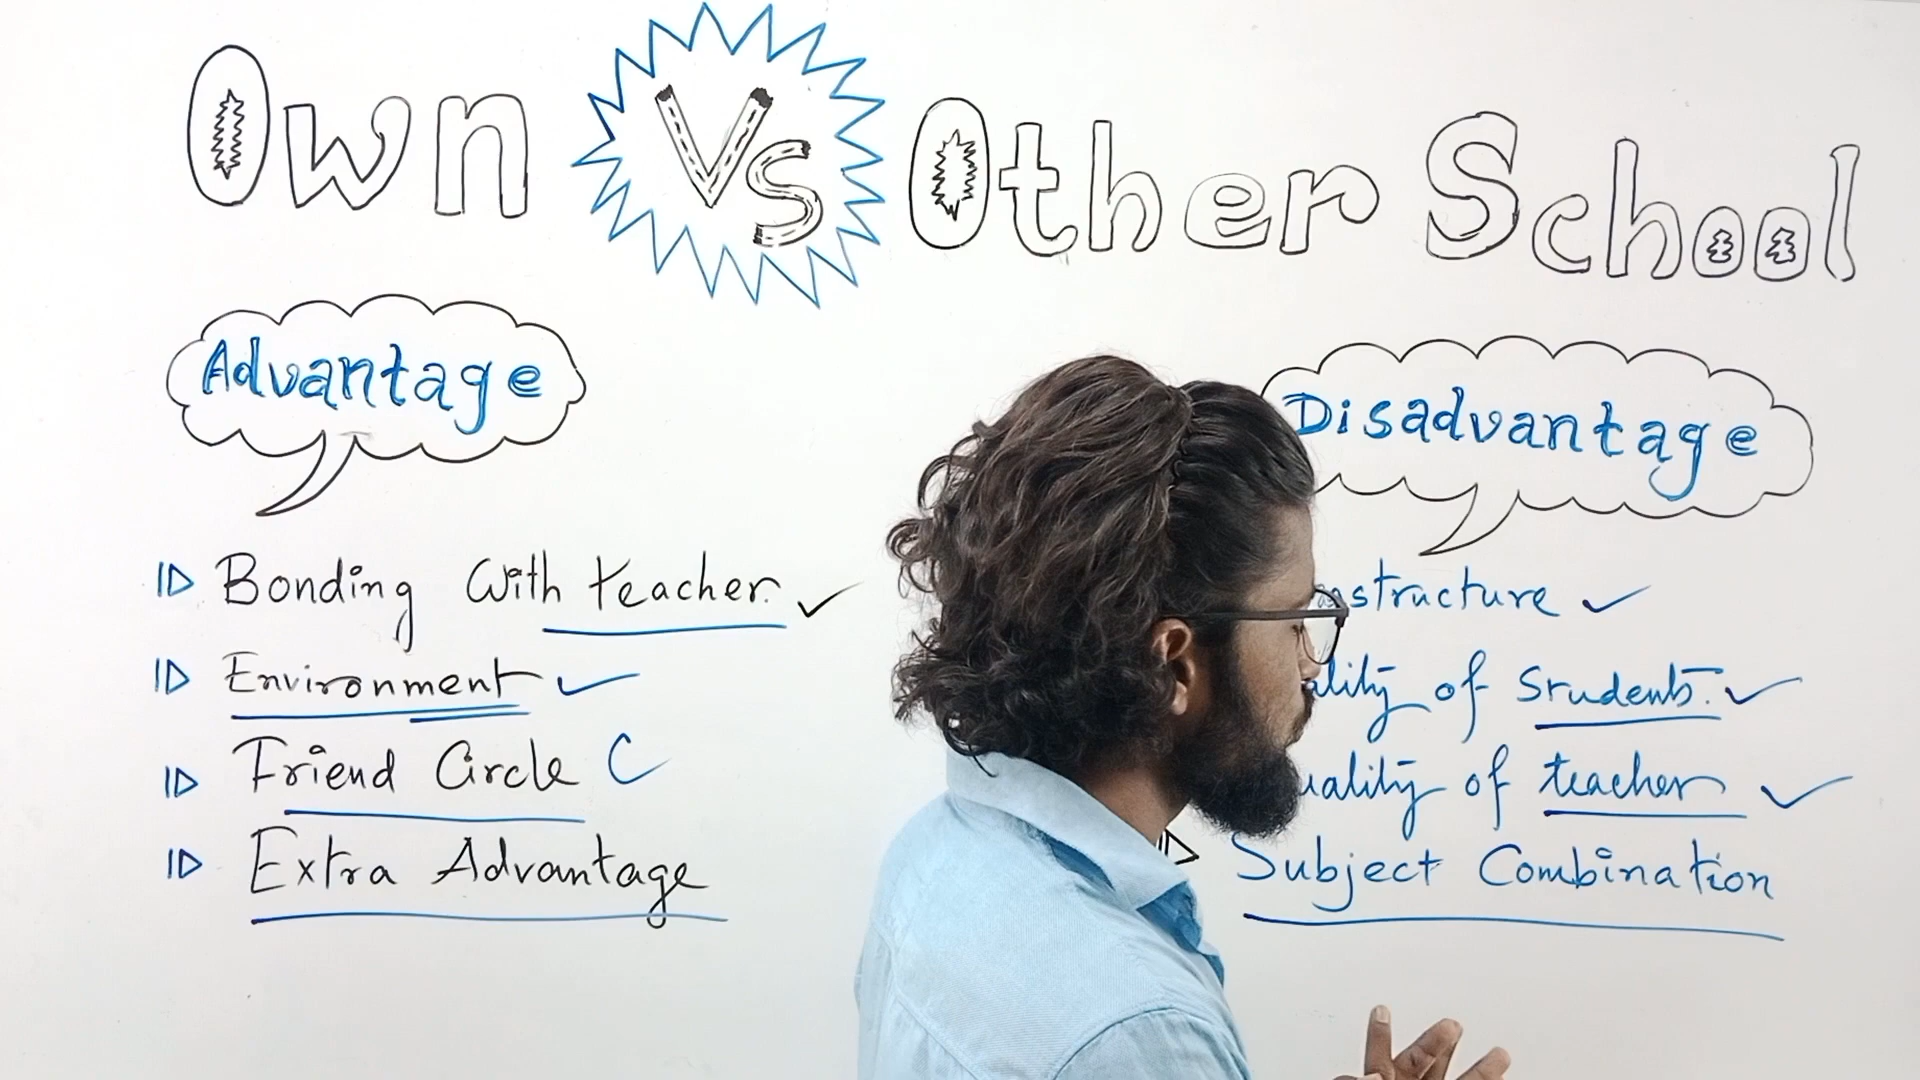 Own Vs Other School
Advantage
Disadvantage
Bonding with teacher.
Environment
Friend Circle C
Extra Advantage
of Students.
of teacher
Subject Combination